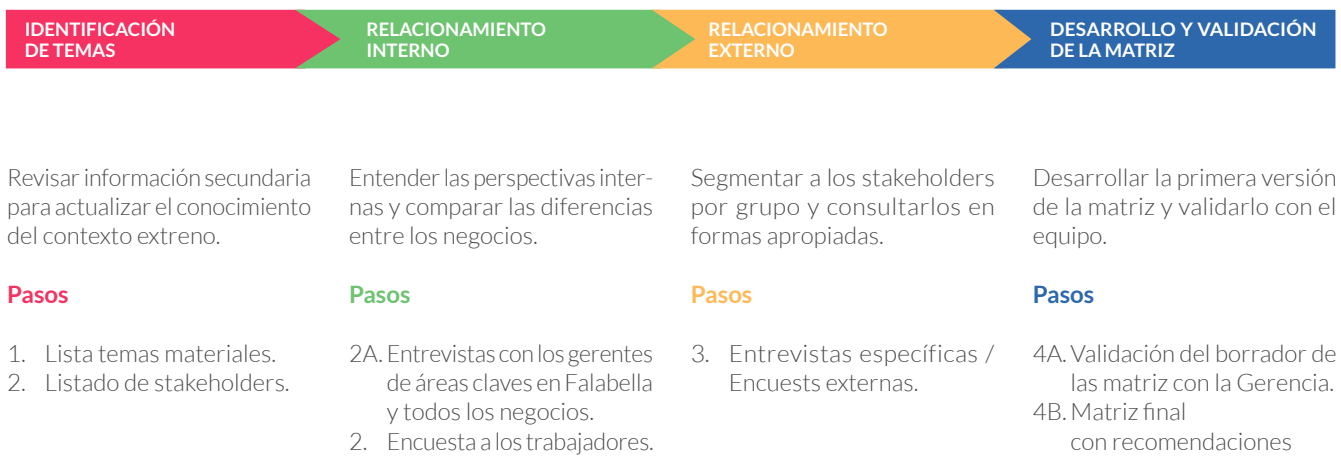 IDENTIFICACIÓN
DE TEMAS
RELACIONAMIENTO
INTERNO
RELACIONAMIENTO
EXTERNO
DESARROLLO Y VALIDACIÓN
DE LA MATRIZ
Revisar información secundaria
para actualizar el conocimiento
del contexto extreno.
Pasos
1. Lista temas materiales.
2. Listado de stakeholders.
Entender las perspectivas inter-
nas y comparar las diferencias
entre los negocios.
Pasos
2A. Entrevistas con los gerentes
de áreas claves en Falabella
y todos los negocios.
2. Encuesta a los trabajadores.
Segmentar a los stakeholders
por grupo y consultarlos en
formas apropiadas.
Pasos
3. Entrevistas específicas /
Encuests externas.
Desarrollar la primera versión
de la matriz y validarlo con el
equipo.
Pasos
4A. Validación del borrador de
las matriz con la Gerencia.
4B. Matriz final
con recomendaciones